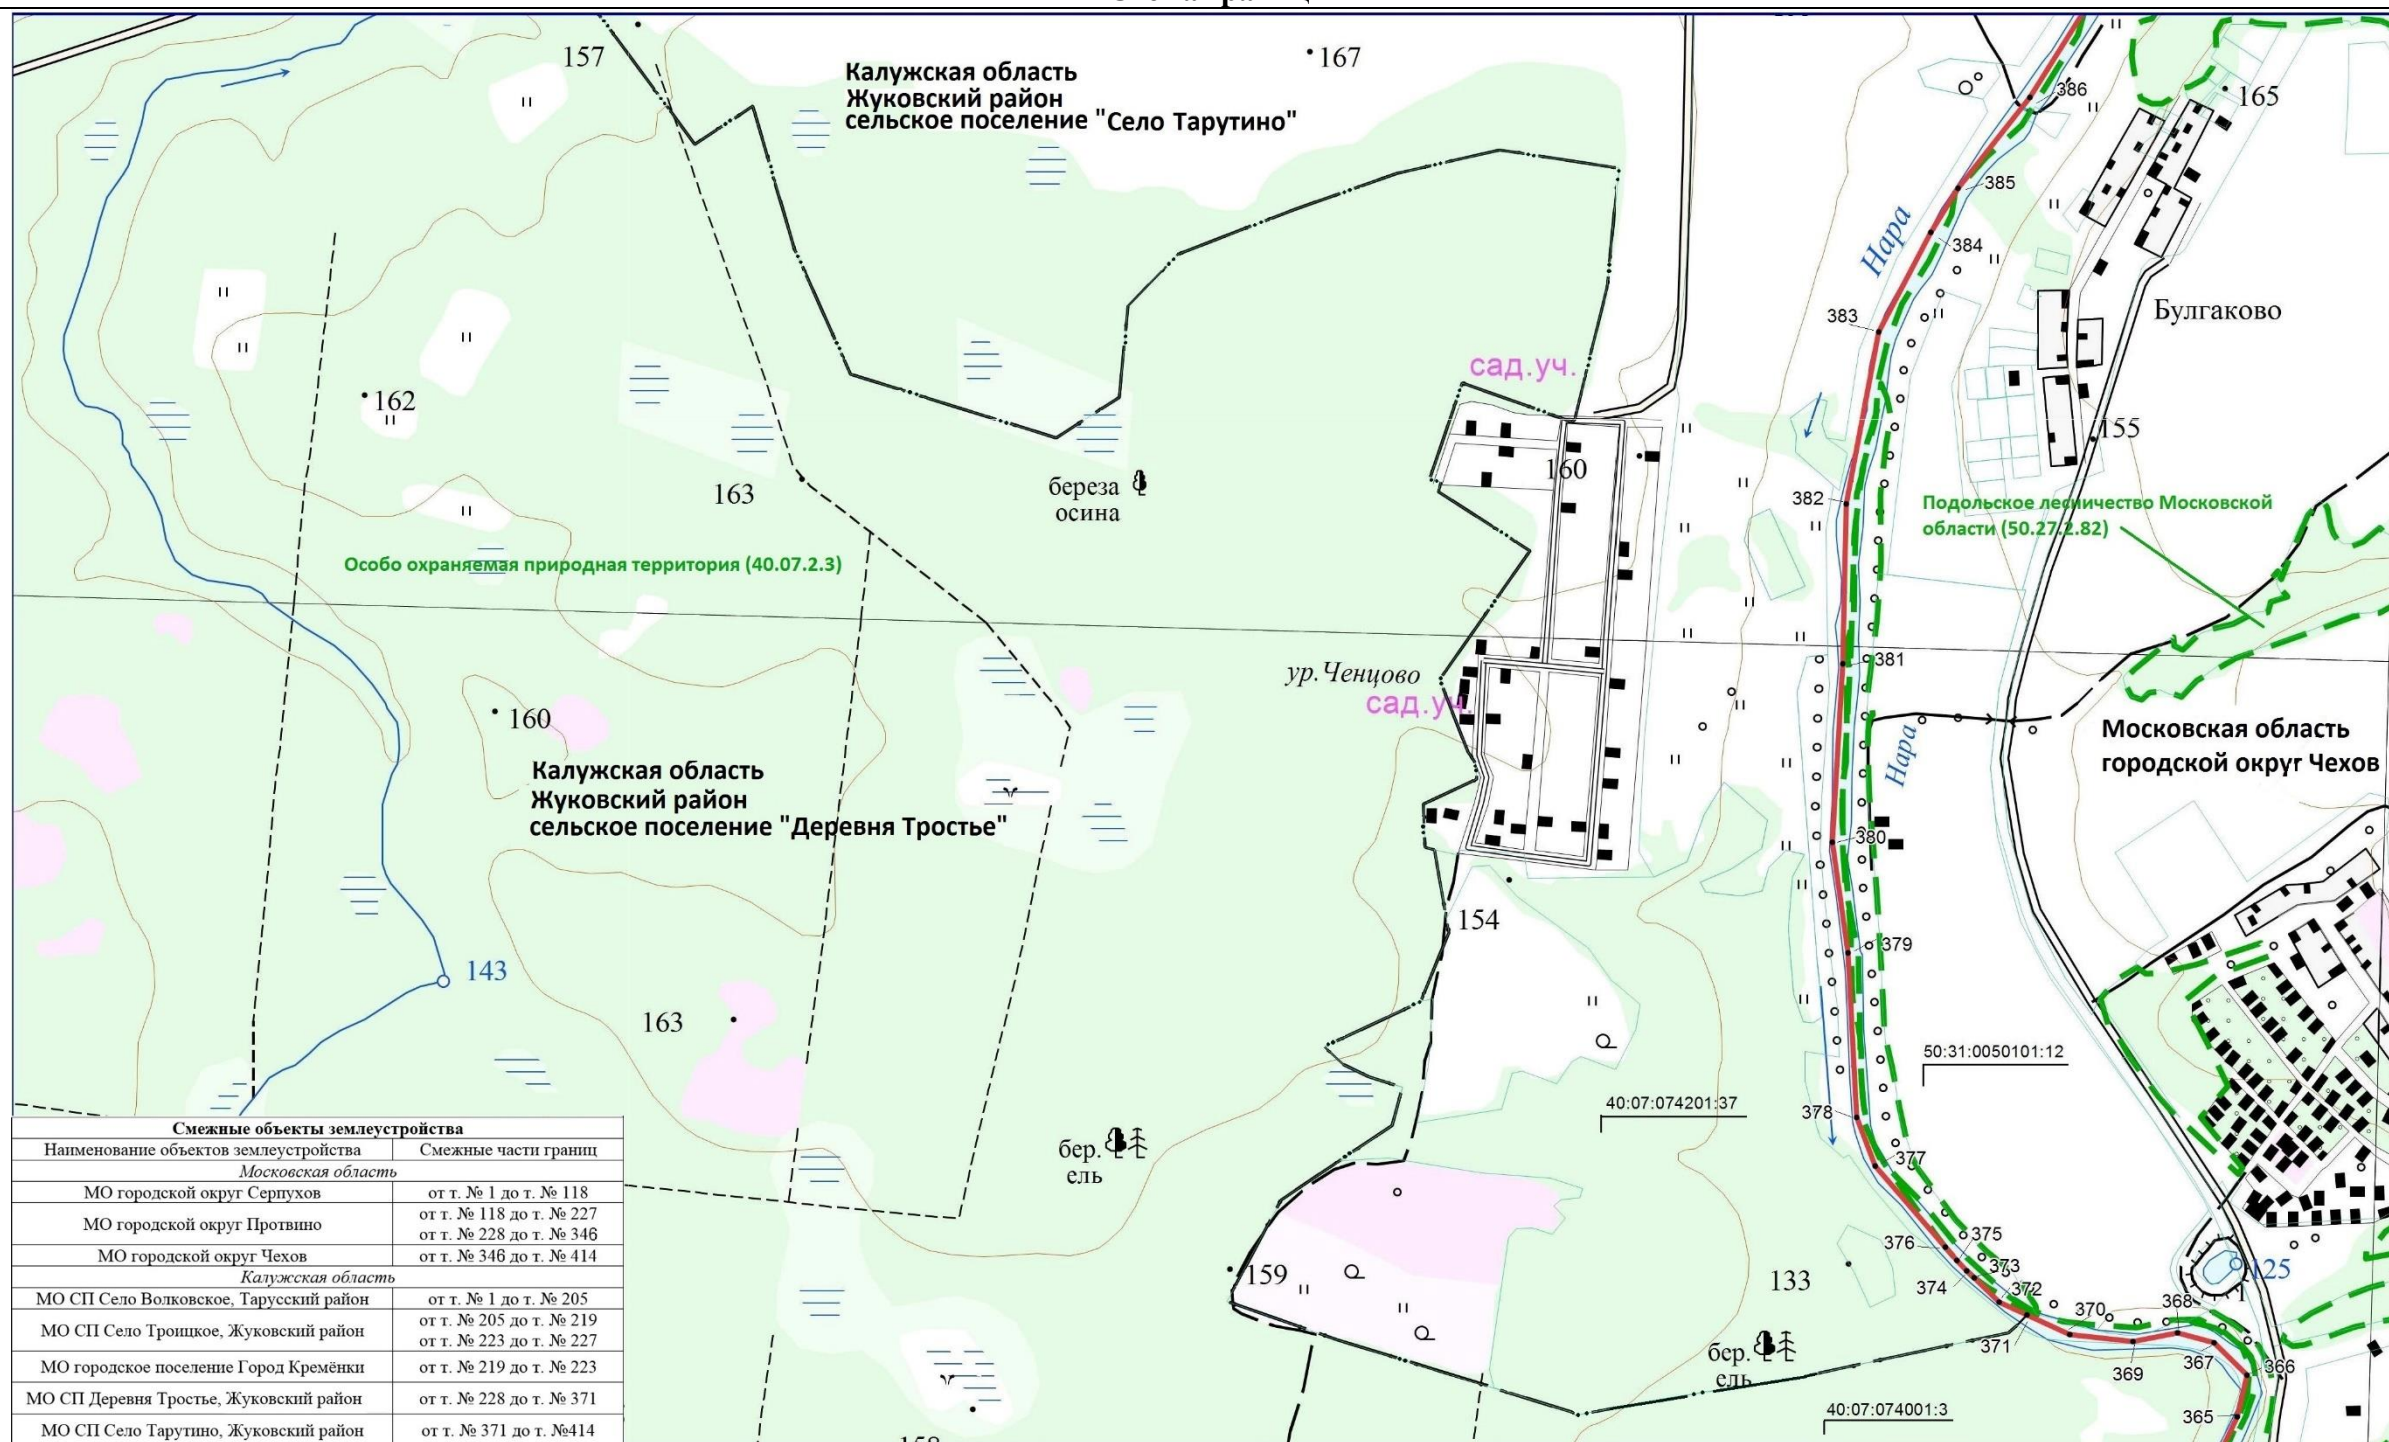 157
Калужская область
Жуковский район
сельское поселение "Село Тарутино"
167
386
165
385
Нара
384
383
Булгаково
сад.уч.
162
155
160
163
береза
осина
382
Подольское лесничество Московской
области (50.27.2.82)
Особо охраняемая природная территория (40.07.2.3)
381
ур.Ченцово
сад.уч.
160
Нара
Московская область
городской округ Чехов
Калужская область
Жуковский район
сельское поселение "Деревня Тростье"
380
154
379
143
163
50:31:0050101:12
40:07:074201:37
378
бер.
ель
377
376
375
374
373
372
159
133
125
370
368
371
369
367
366
бер.
ель
365
40:07:074001:3
Смежные объекты землеустройства
Наименование объектов землеустройства Смежные части границ
Московская область
МО городской округ Серпухов от т. № 1 до т. № 118
МО городской округ Протвино от т. № 118 до т. № 227
от т. № 228 до т. № 346
МО городской округ Чехов от т. № 346 до т. № 414
Калужская область
МО СП Село Волковское, Тарусский район от т. № 1 до т. № 205
МО СП Село Троицкое, Жуковский район от т. № 205 до т. № 219
от т. № 223 до т. № 227
МО городское поселение Город Кремёнки от т. № 219 до т. № 223
МО СП Деревня Тростье, Жуковский район от т. № 228 до т. № 371
МО СП Село Тарутино, Жуковский район от т. № 371 до т. №414